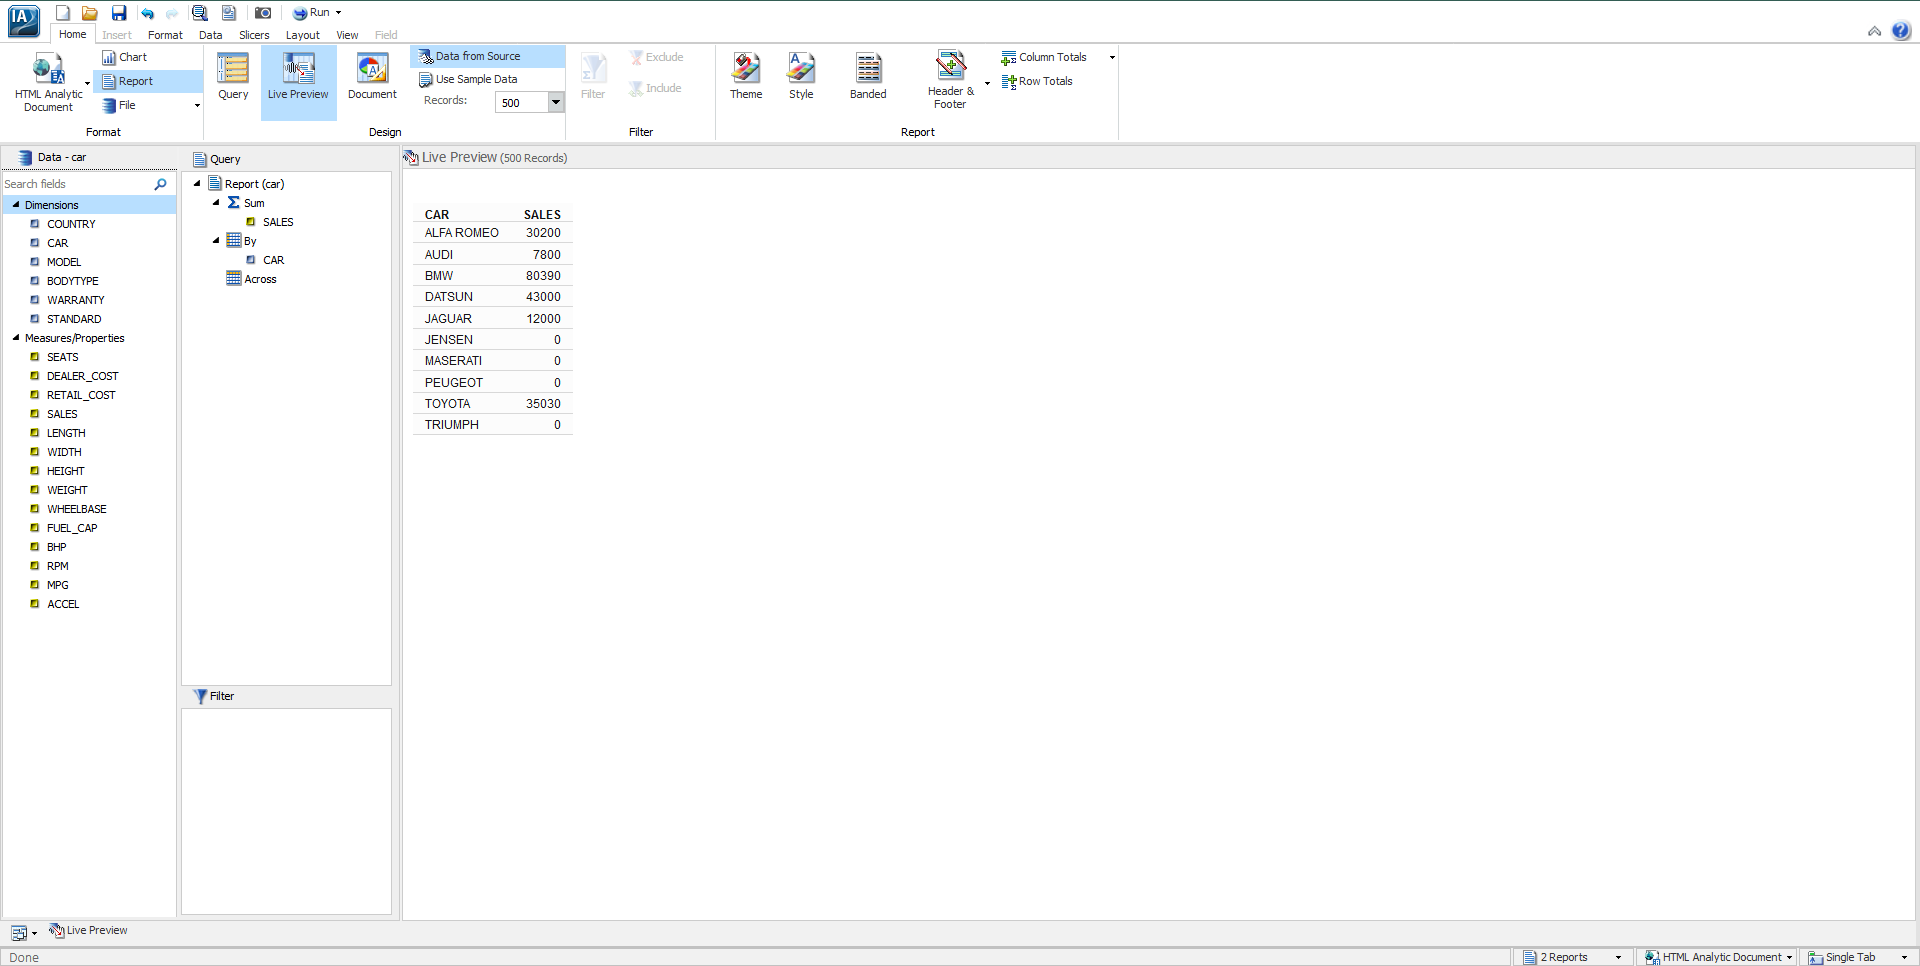 IA
Run
Home Insert Format Data Slicers Layout View Field
HTML Analytic Document
Chart
Report
File
Format
Query
Live Preview
Document
Data from Source
Use Sample Data
Records: 500
Design
Filter
Exclude
Include
Filter
Theme
Style
Banded
Header & Footer
Column Totals
Row Totals
Report
Data - car
Search fields
Dimensions
COUNTRY
CAR
MODEL
BODYTYPE
WARRANTY
STANDARD
Measures/Properties
SEATS
DEALER_COST
RETAIL_COST
SALES
LENGTH
WIDTH
HEIGHT
WEIGHT
WHEELBASE
FUEL_CAP
BHP
RPM
MPG
ACCEL
Query
Report (car)
Sum
SALES
By
CAR
Across
Filter
Live Preview (500 Records)
CAR SALES
ALFA ROMEO 30200
AUDI 7800
BMW 80390
DATSUN 43000
JAGUAR 12000
JENSEN 0
MASERATI 0
PEUGEOT 0
TOYOTA 35030
TRIUMPH 0
Live Preview
Done
2 Reports
HTML Analytic Document
Single Tab